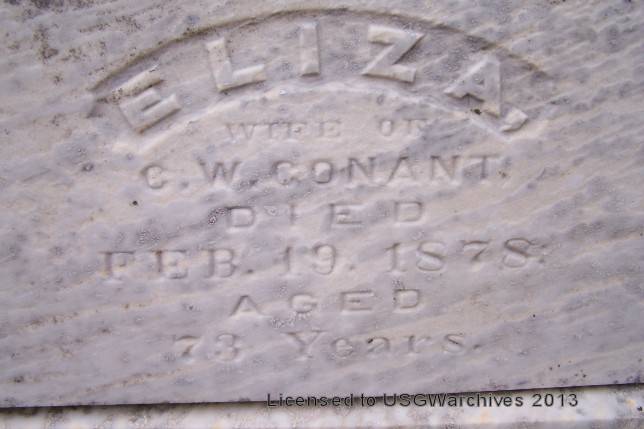 ELIZA,
WIFE OF
C. W. CONANT.
DIED
FEB. 19. 1878.
AGED
73 Years.
Licensed to USGWarchives 2013